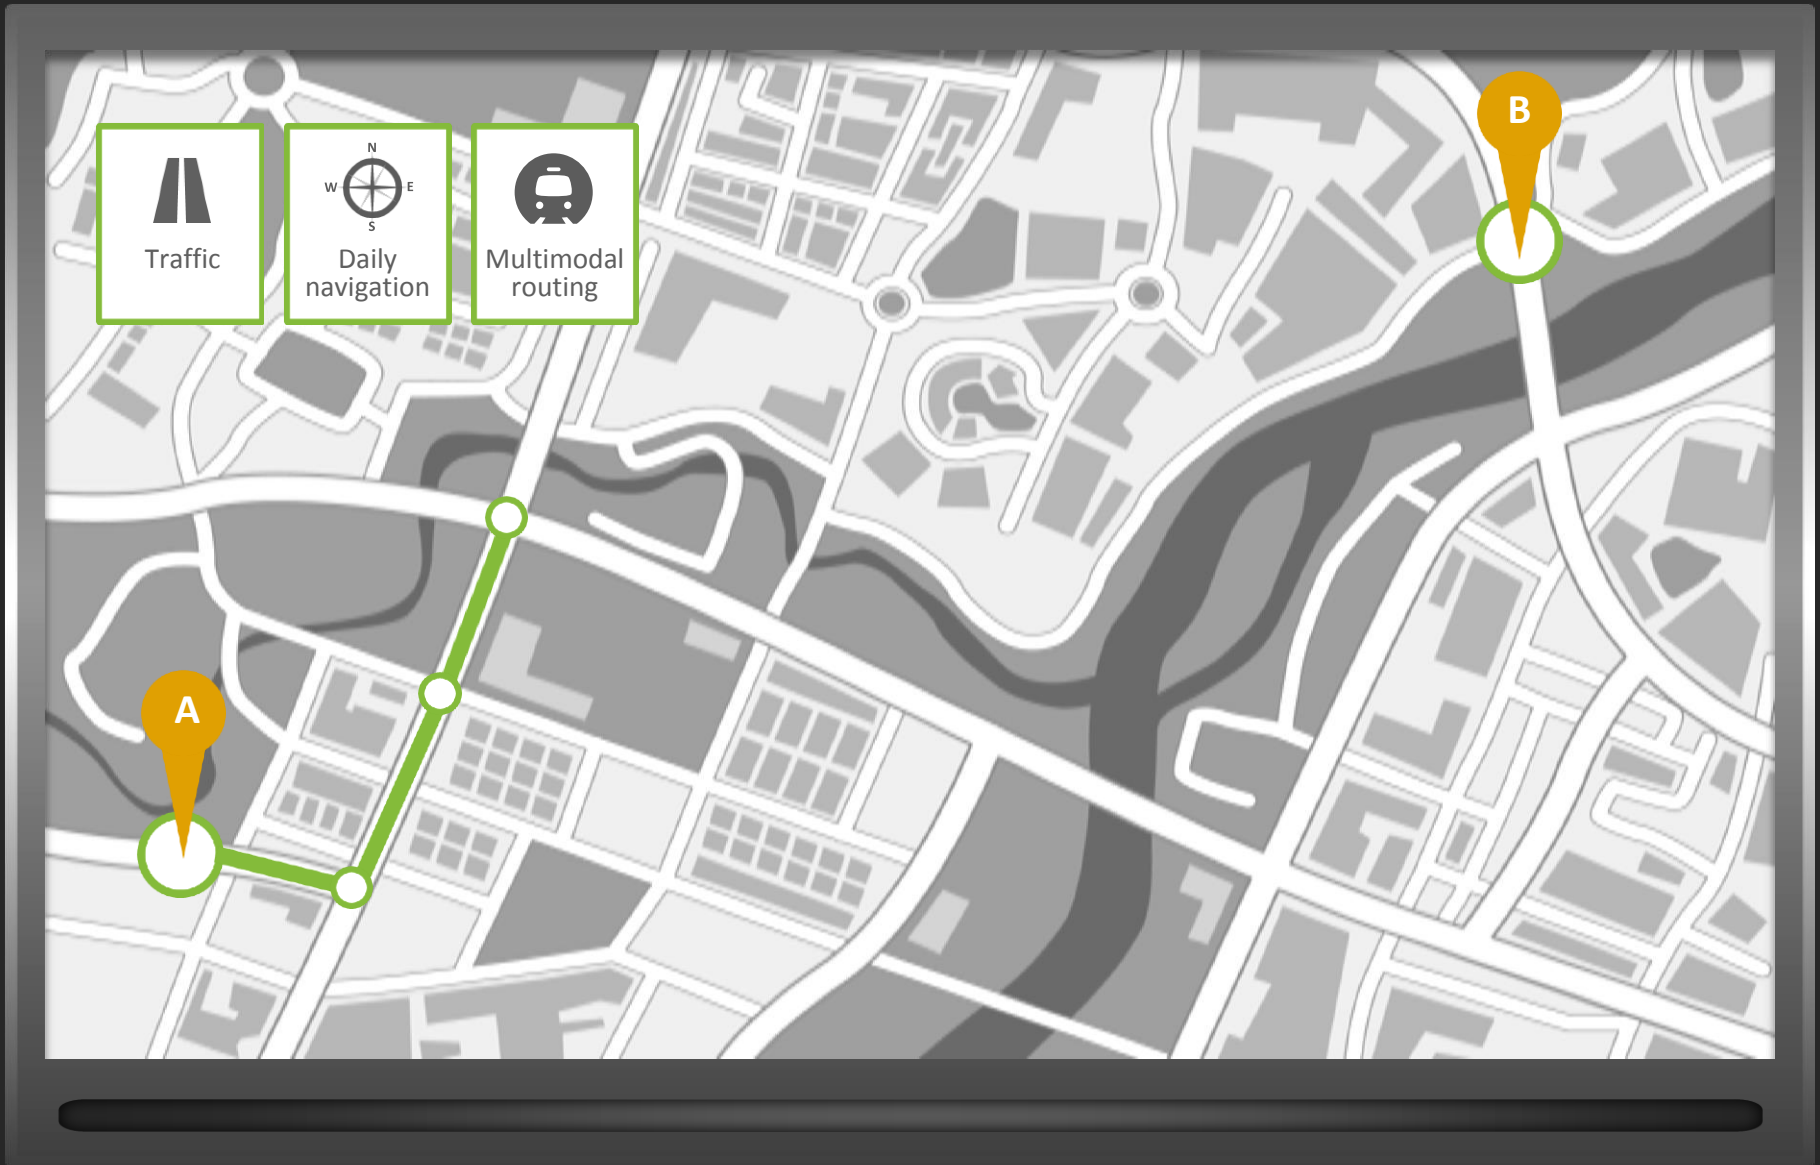 B
N
W E
S
Traffic
Daily
navigation
Multimodal
routing
A